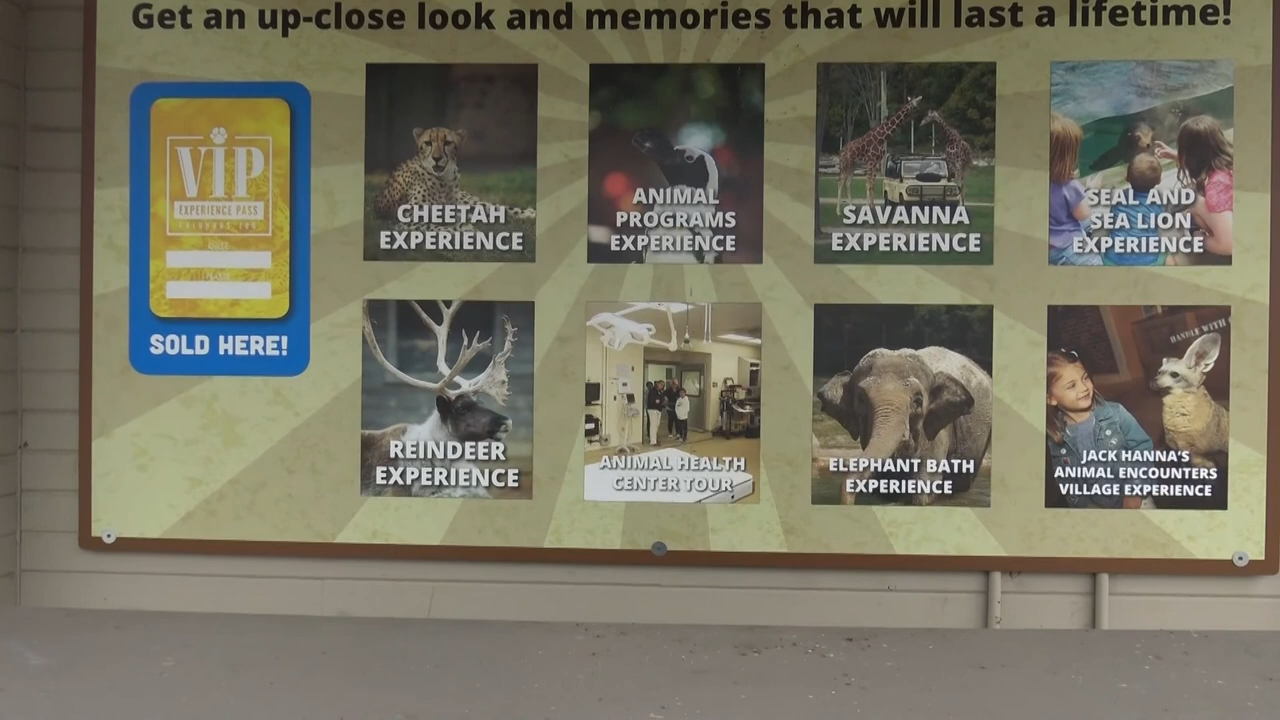 Get an up-close look and memories that will last a lifetime!
VIP
EXPERIENCE PASS
SOLD HERE!
CHEETAH
EXPERIENCE
ANIMAL
PROGRAMS
EXPERIENCE
SAVANNA
EXPERIENCE
SEAL AND
SEA LION
EXPERIENCE
REINDEER
EXPERIENCE
ANIMAL HEALTH
CENTER TOUR
ELEPHANT BATH
EXPERIENCE
HANDLE WITH
JACK HANNA'S
ANIMAL ENCOUNTERS
VILLAGE EXPERIENCE